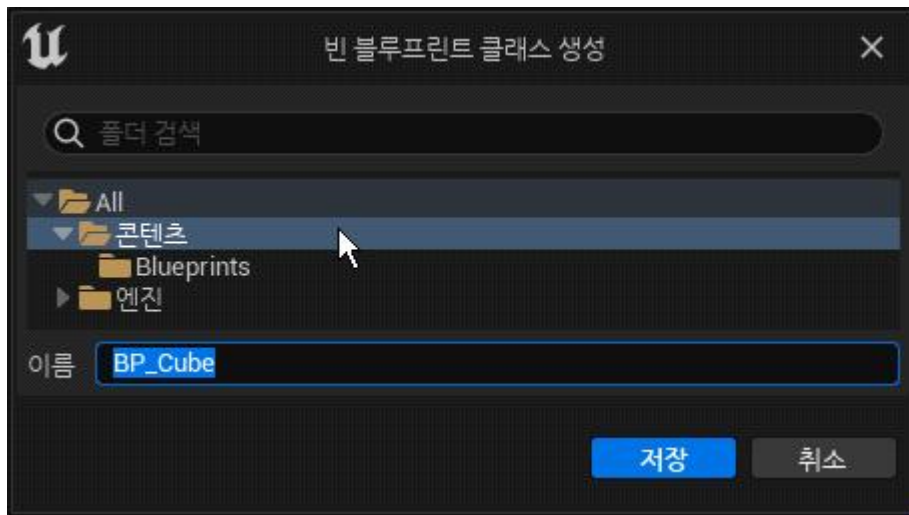 빈 블루프린트 클래스 생성
폴더 검색
All
콘텐츠
Blueprints
엔진
이름 BP_Cube
저장 취소